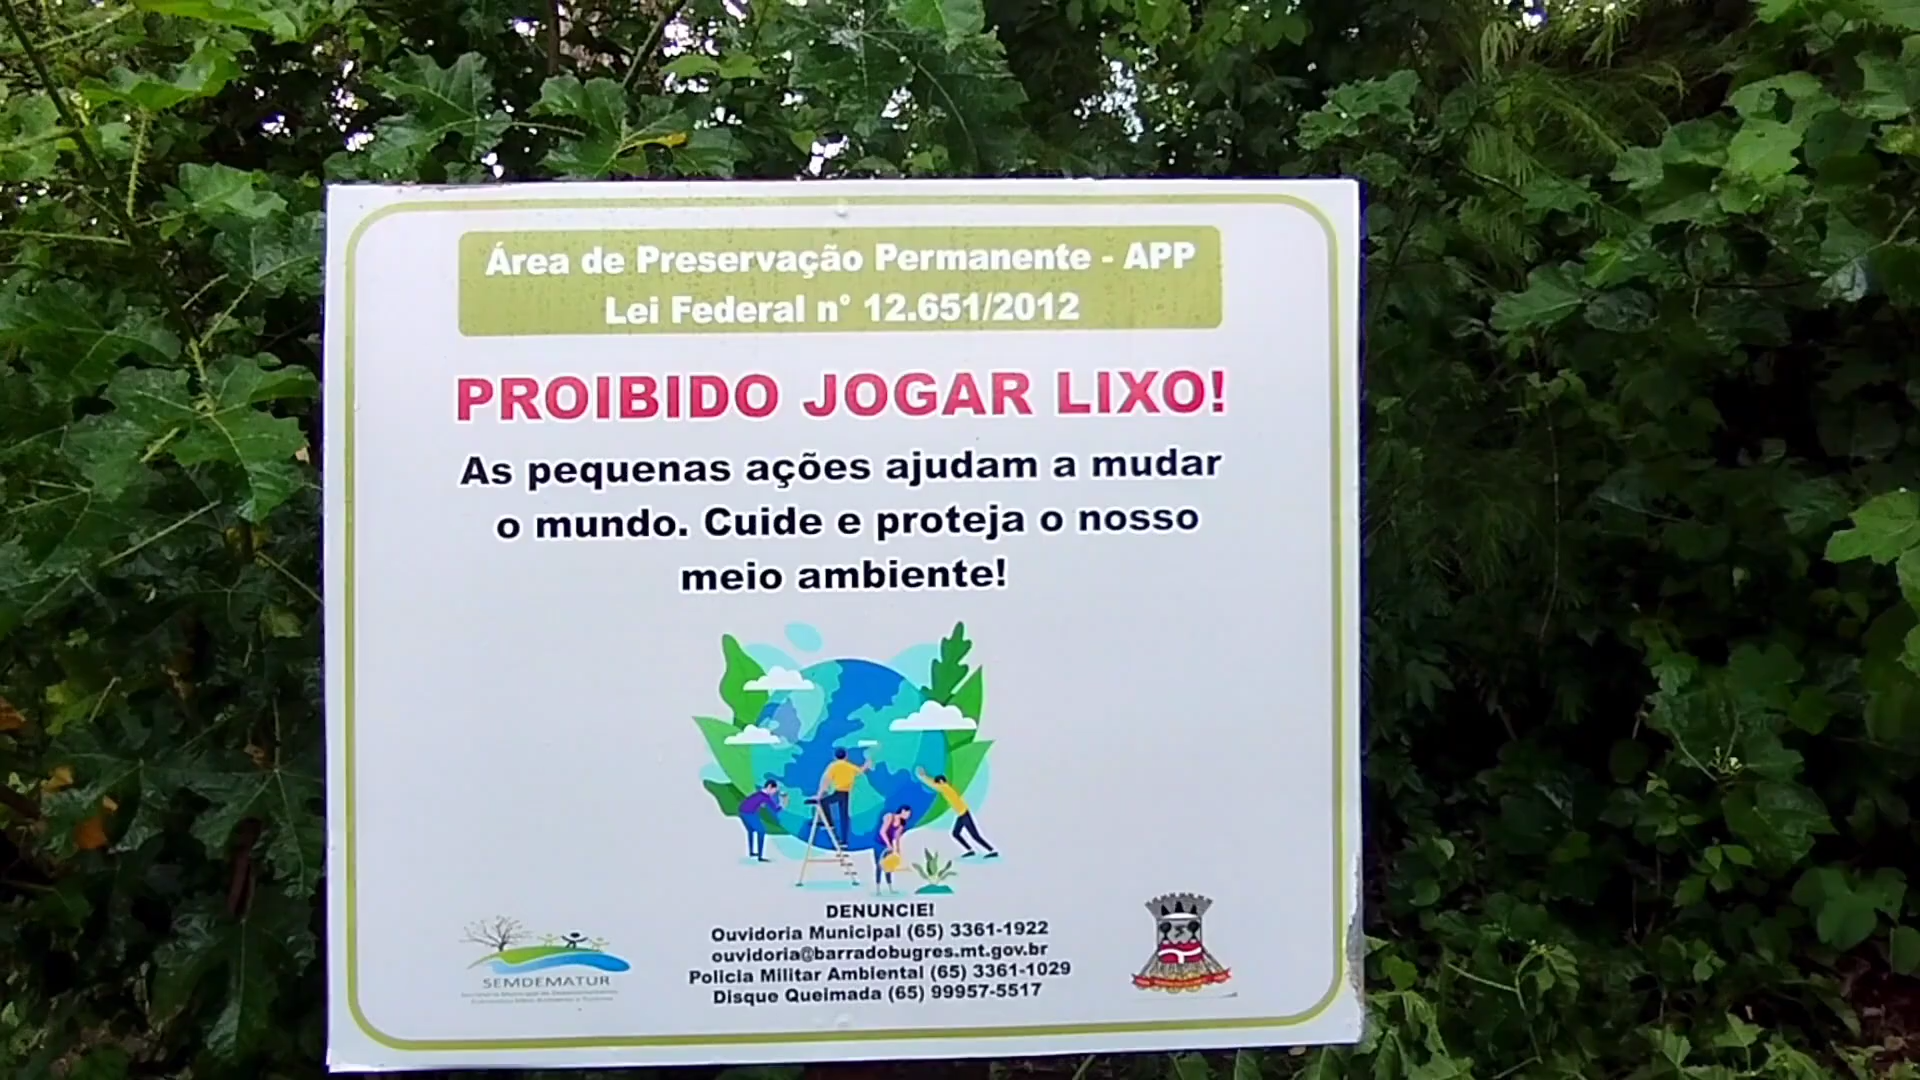 Área de Preservação Permanente - APP
Lei Federal n° 12.651/2012
PROIBIDO JOGAR LIXO!
As pequenas ações ajudam a mudar
o mundo. Cuide e proteja o nosso
meio ambiente!
DENUNCIE!
Ouvidoria Municipal (65) 3361-1922
ouvidoria@barradobugres.mt.gov.br
Policia Militar Ambiental (65) 3361-1029
Disque Queimada (65) 99957-5517
SEMDEMATUR